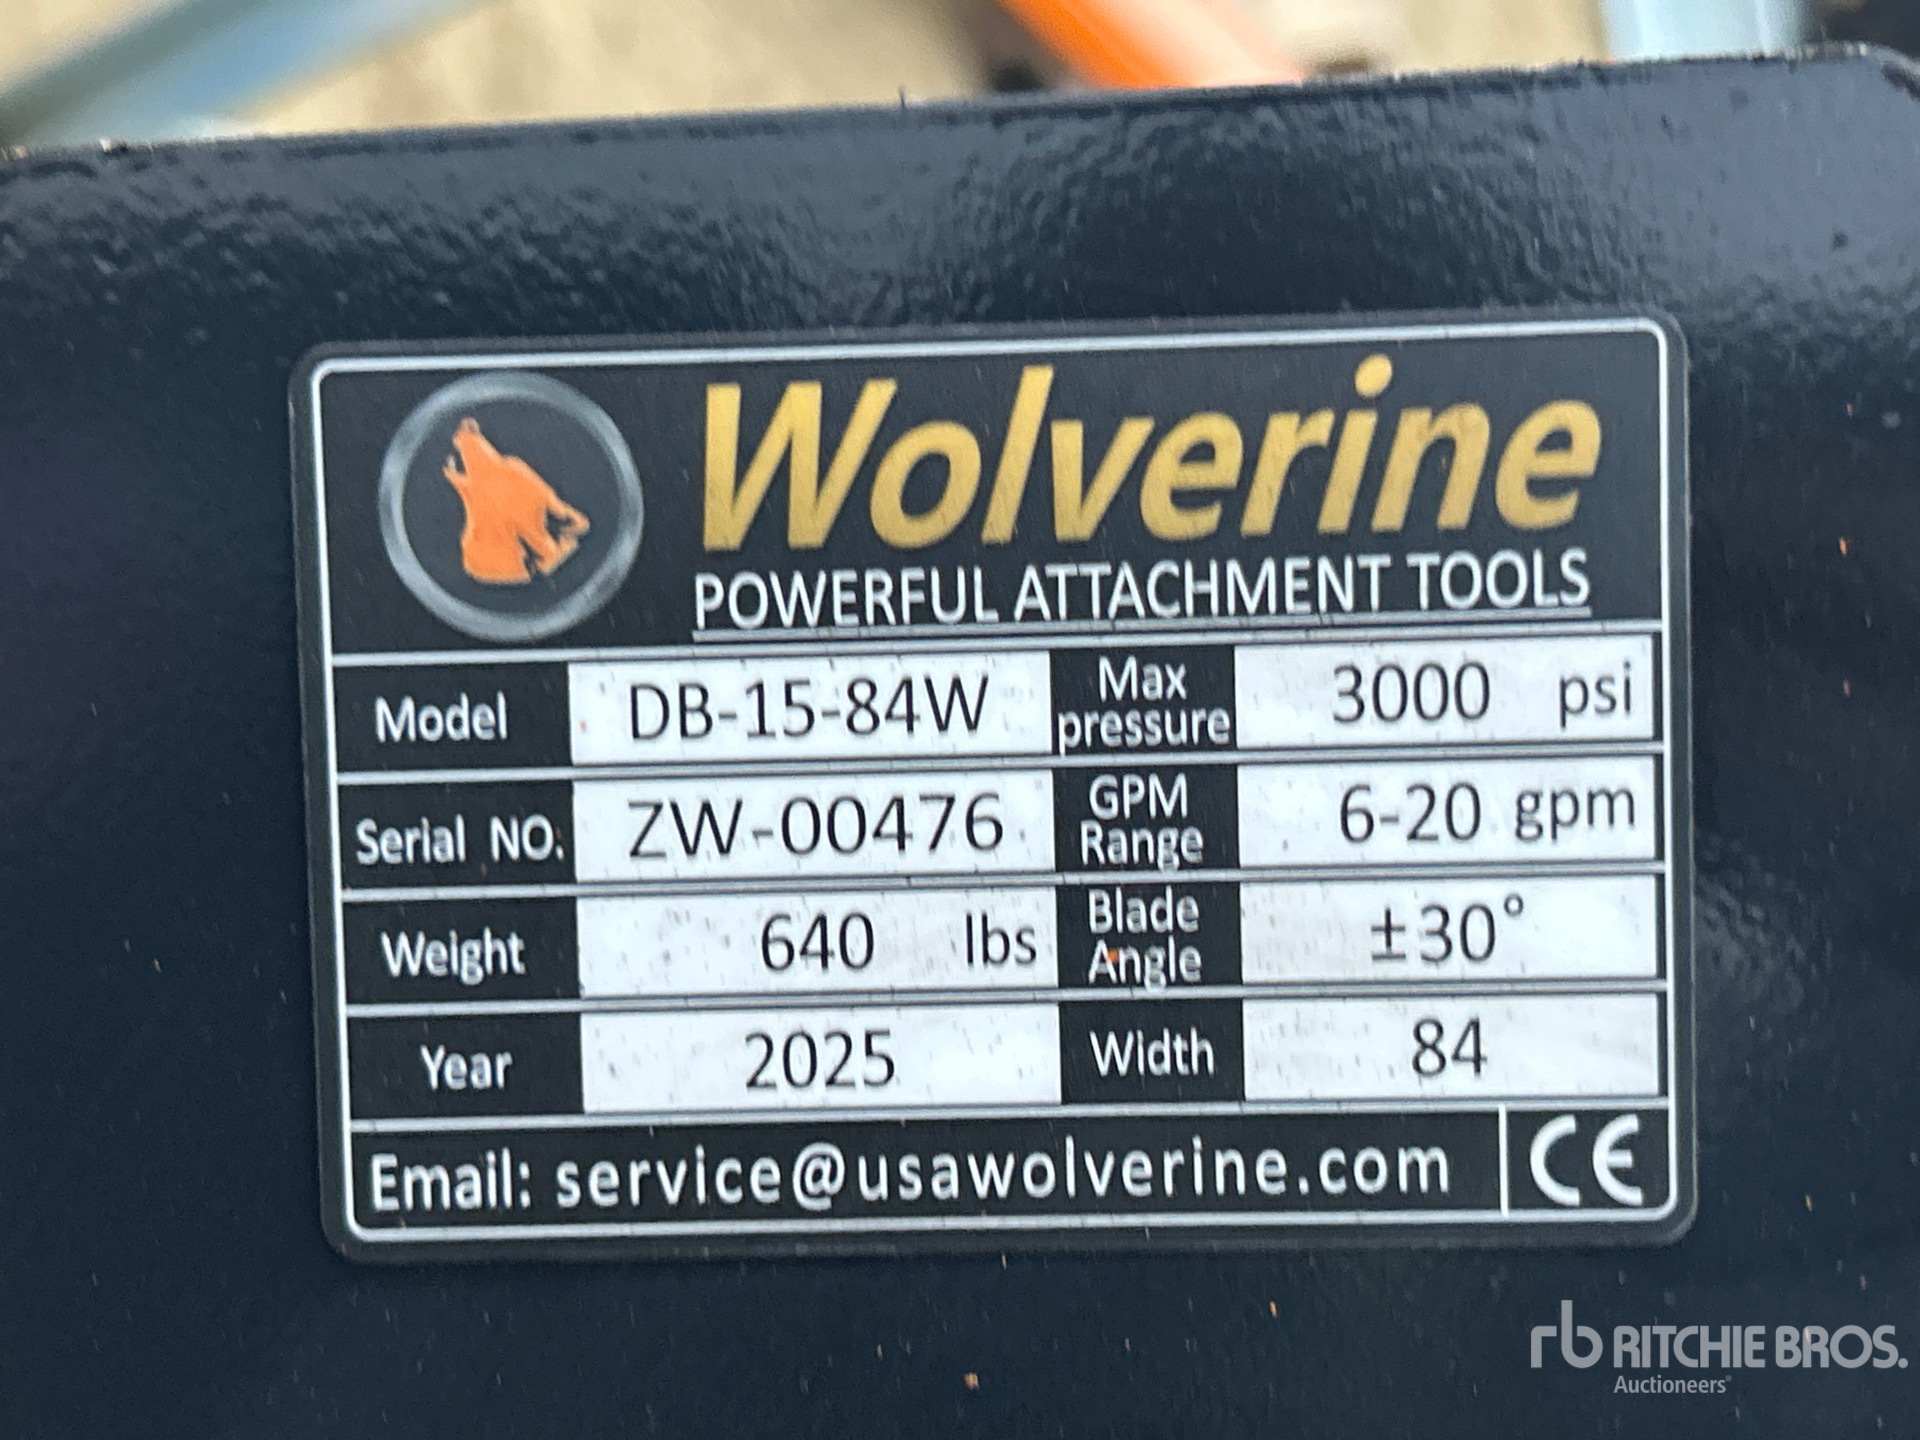 Wolverine
POWERFUL ATTACHMENT TOOLS
Model DB-15-84W Max pressure 3000 psi
Serial NO. ZW-00476 GPM Range 6-20 gpm
Weight 640 lbs Blade Angle ±30°
Year 2025 Width 84
Email: service@usawolverine.com CE
rb RITCHIE BROS.
Auctioneers